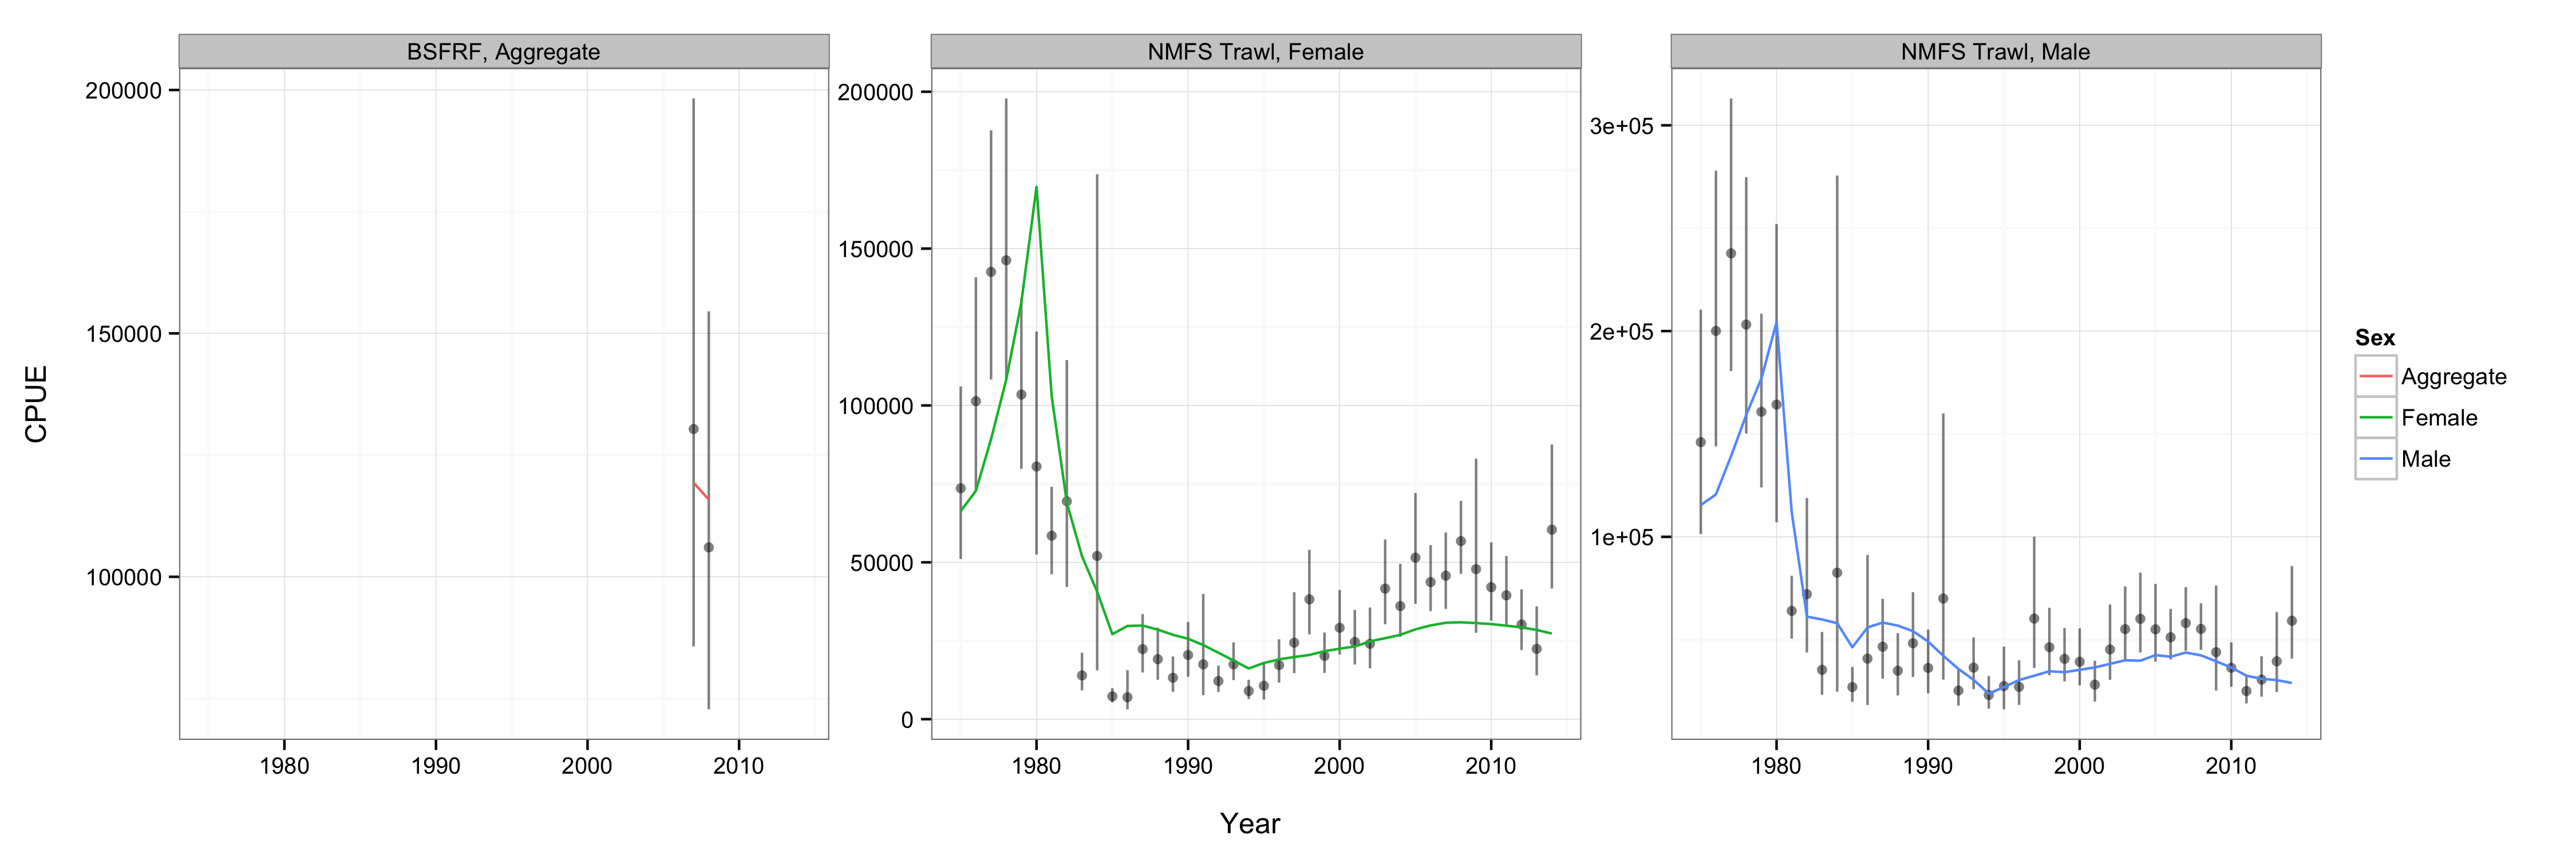 BSFRF, Aggregate
NMFS Trawl, Female
NMFS Trawl, Male
CPUE
200000
150000
100000
200000
150000
100000
50000
0
3e+05
2e+05
1e+05
1980 1990 2000 2010
1980 1990 2000 2010
1980 1990 2000 2010
Year
Sex
Aggregate
Female
Male